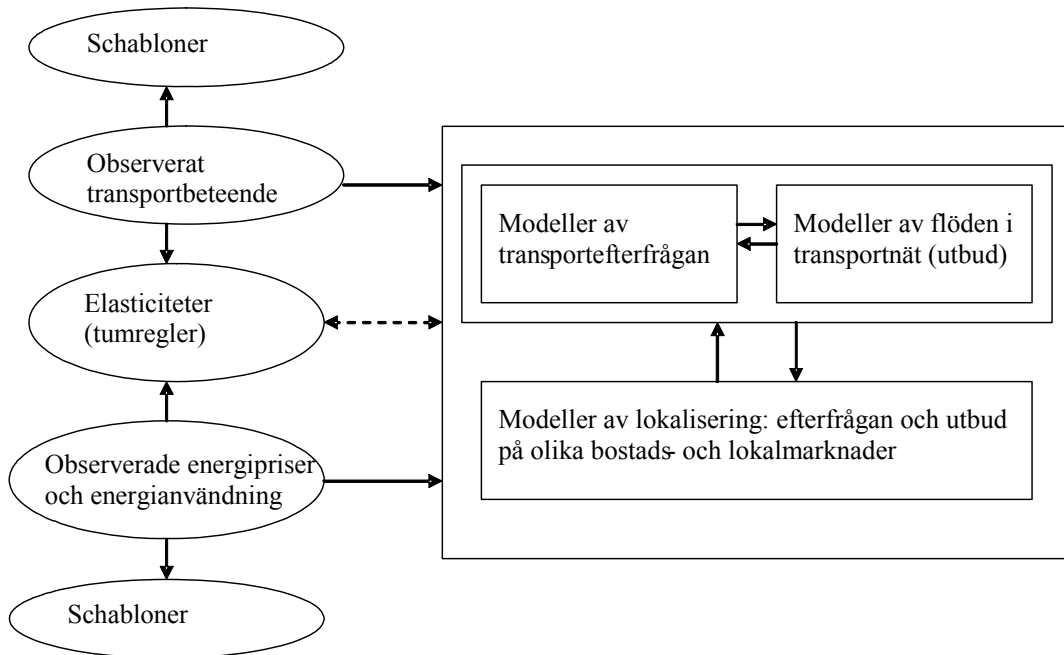 Schabloner
Observerat
transportbeteende
Elasticiteter
(tumregler)
Observerade energipriser
och energianvändning
Schabloner
Modeller av
transportefterfrågan
Modeller av flöden i
transportnät (utbud)
Modeller av lokalisering: efterfrågan och utbud
på olika bostads- och lokalmarknader